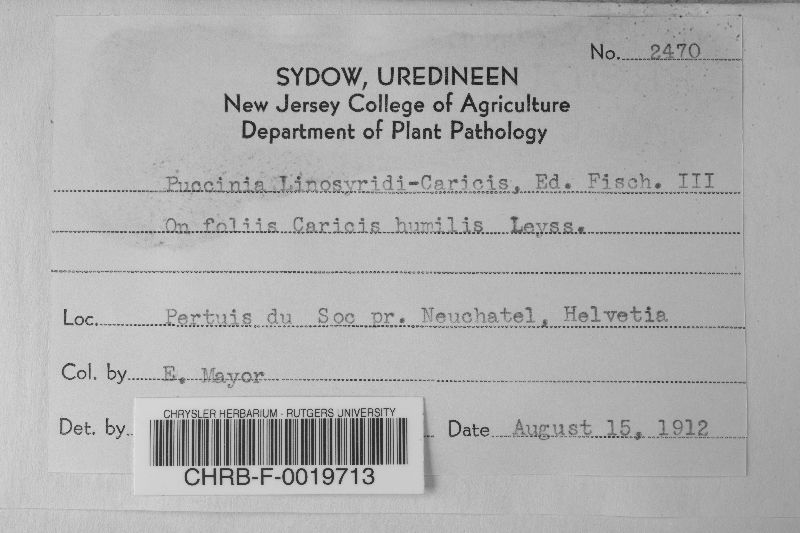 No. 2470
SYDOW, UREDINEEN
New Jersey College of Agriculture
Department of Plant Pathology
Puccinia Linosyridi-Caricis, Ed. Fisch. III
On foliis Caricis humilis Leyss.
Loc. Pertuis du Soc pr. Neuchatel, Helvetia
Col. by E. Mayor
Det. by Date August 15, 1912
CHRYSLER HERBARIUM - RUTGERS UNIVERSITY
CHRB-F-0019713